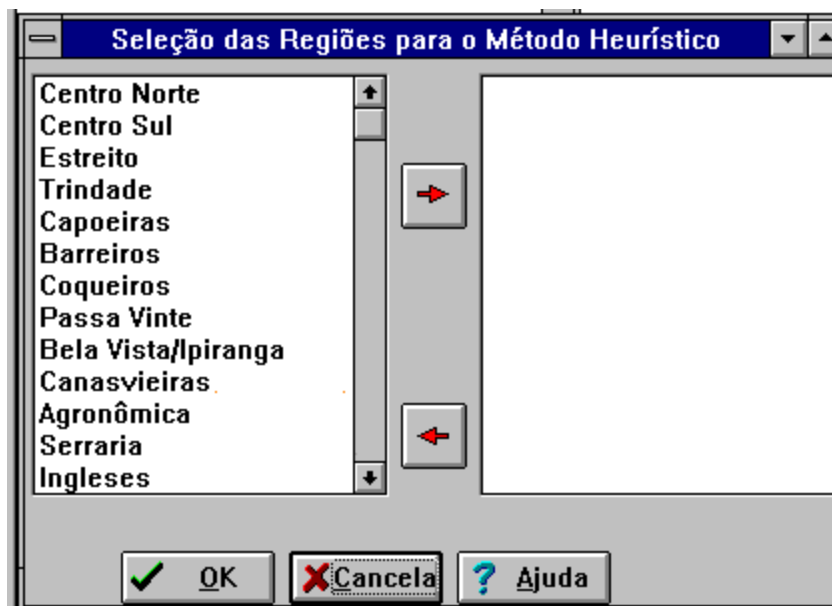 Seleção das Regiões para o Método Heurístico
Centro Norte
Centro Sul
Estreito
Trindade
Capoeiras
Barreiros
Coqueiros
Passa Vinte
Bela Vista/Ipiranga
Canasvieiras
Agronômica
Serraria
Ingleses
OK
Cancela
? Ajuda